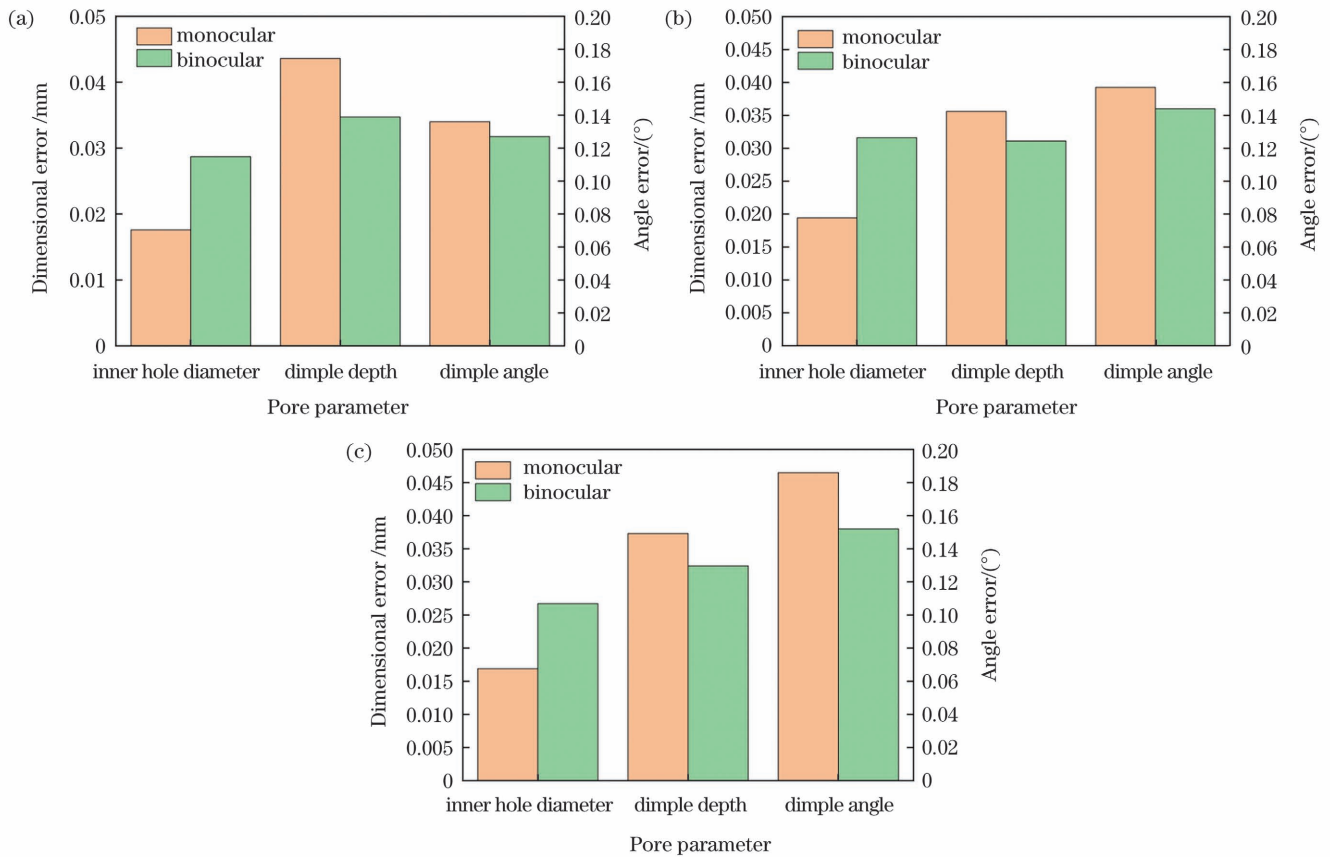 (a)
0.05
0.04
0.03
0.02
0.01
0
Dimensional error /mm
monocular
binocular
0.20
0.18
0.16
0.14
0.12
0.10
0.08
0.06
0.04
0.02
0
Angle error/(°)
inner hole diameter dimple depth dimple angle
Pore parameter
(b)
0.050
0.045
0.040
0.035
0.030
0.025
0.020
0.015
0.010
0.005
0
Dimensional error /mm
monocular
binocular
0.20
0.18
0.16
0.14
0.12
0.10
0.08
0.06
0.04
0.02
0
Angle error/(°)
inner hole diameter dimple depth dimple angle
Pore parameter
(c)
0.050
0.045
0.040
0.035
0.030
0.025
0.020
0.015
0.010
0.005
0
Dimensional error /mm
monocular
binocular
0.20
0.18
0.16
0.14
0.12
0.10
0.08
0.06
0.04
0.02
0
Angle error/(°)
inner hole diameter dimple depth dimple angle
Pore parameter